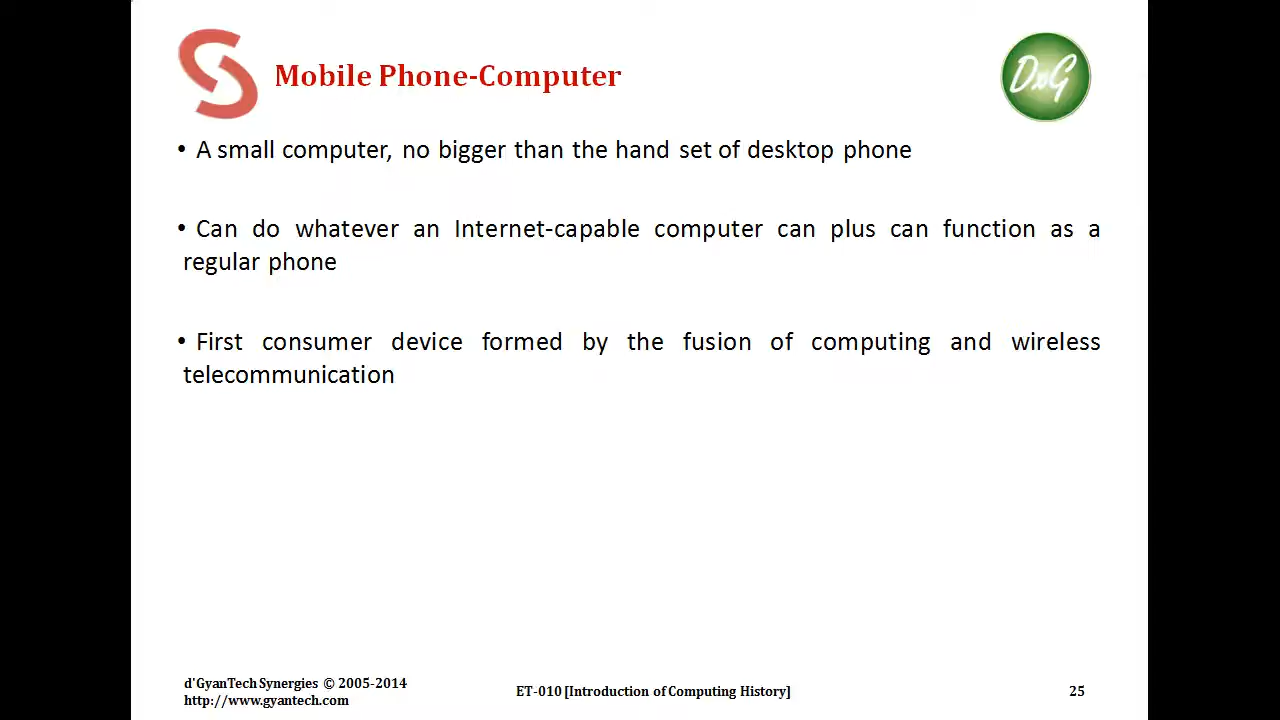 Mobile Phone-Computer
DxG
• A small computer, no bigger than the hand set of desktop phone
• Can do whatever an Internet-capable computer can plus can function as a
regular phone
• First consumer device formed by the fusion of computing and wireless
telecommunication
d'GyanTech Synergies © 2005-2014
http://www.gyantech.com
ET-010 [Introduction of Computing History]
25